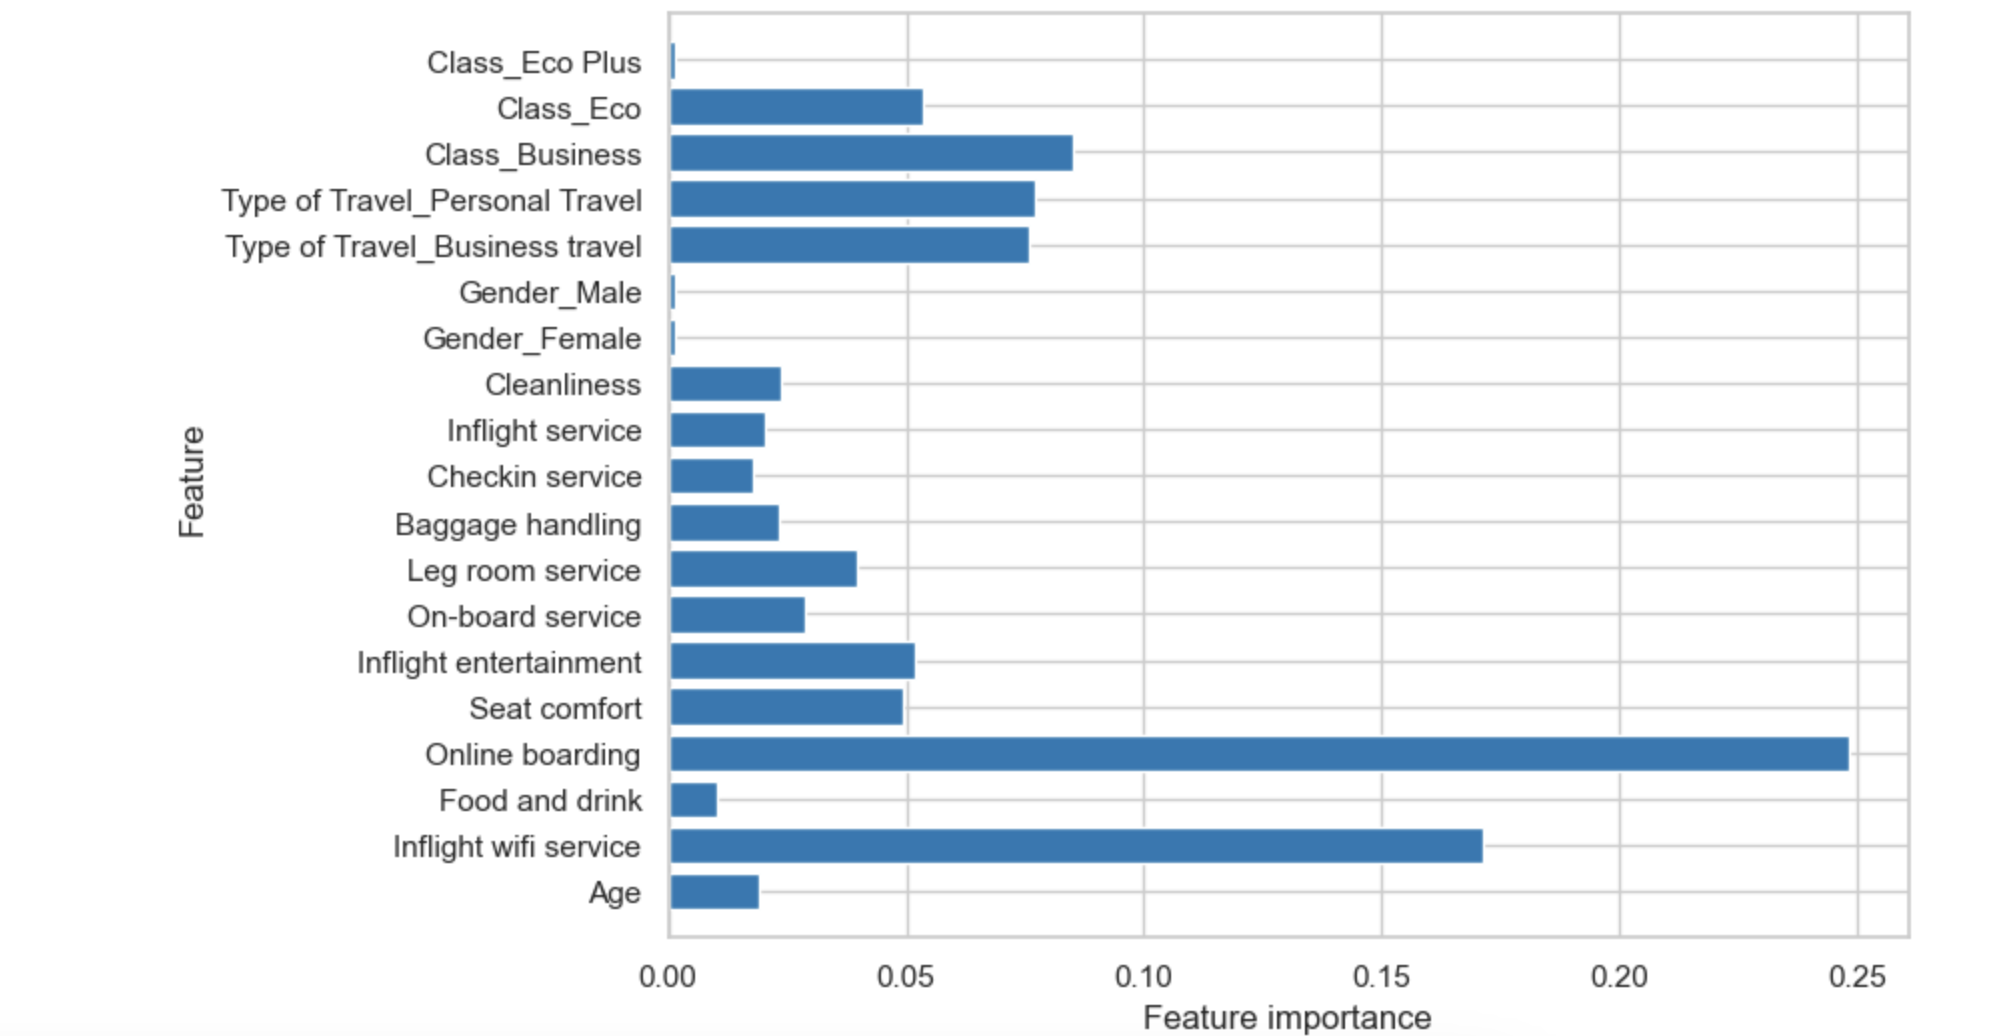 Class_Eco Plus
Class_Eco
Class_Business
Type of Travel_Personal Travel
Type of Travel_Business travel
Gender_Male
Gender_Female
Cleanliness
Inflight service
Checkin service
Baggage handling
Leg room service
On-board service
Inflight entertainment
Seat comfort
Online boarding
Food and drink
Inflight wifi service
Age
Feature
0.00 0.05 0.10 0.15 0.20 0.25
Feature importance